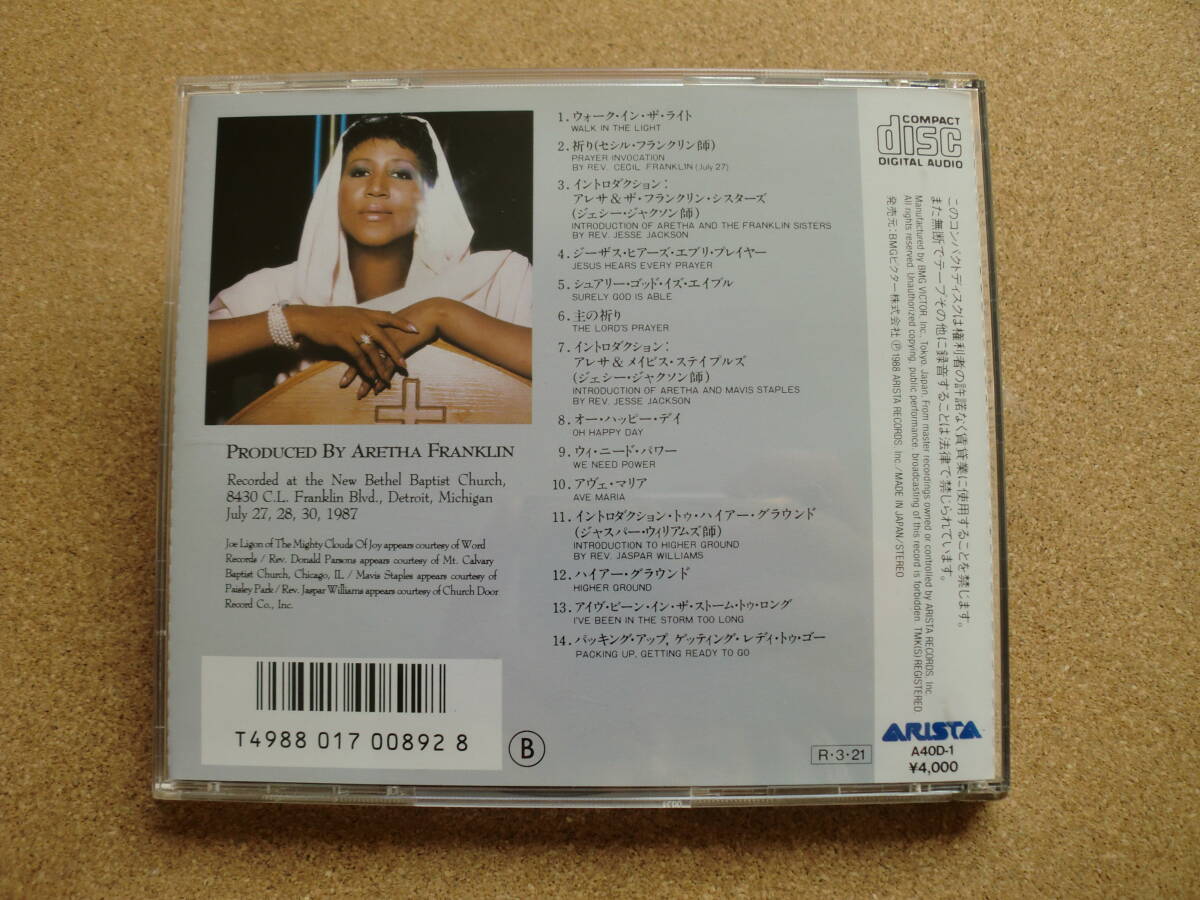 PRODUCED BY ARETHA FRANKLIN
Recorded at the New Bethel Baptist Church,
8430 C.L. Franklin Blvd., Detroit, Michigan
July 27, 28, 30, 1987
Joe Ligon of The Mighty Clouds Of Joy appears courtesy of Word
Records / Rev. Donald Parsons appears courtesy of Mt. Calvary
Baptist Church, Chicago, IL / Mavis Staples appears courtesy of
Paisley Park / Rev. Jaspar Williams appears courtesy of Church Door
Record Co., Inc.
T4988 017 00892 8
B
1. ウォーク・イン・ザ・ライト
WALK IN THE LIGHT
2. 祈り(セシル・フランクリン師)
PRAYER INVOCATION
BY REV. CECIL FRANKLIN (July 27)
3. イントロダクション:
アレサ&ザ・フランクリン・シスターズ
(ジェシー・ジャクソン師)
INTRODUCTION OF ARETHA AND THE FRANKLIN SISTERS
BY REV. JESSE JACKSON
4. ジーザス・ヒアーズ・エブリ・プレイヤー
JESUS HEARS EVERY PRAYER
5. シュアリー・ゴッド・イズ・エイブル
SURELY GOD IS ABLE
6. 主の祈り
THE LORD'S PRAYER
7. イントロダクション:
アレサ&メイビス・ステイプルズ
(ジェシー・ジャクソン師)
INTRODUCTION OF ARETHA AND MAVIS STAPLES
BY REV. JESSE JACKSON
8. オー・ハッピー・デイ
OH HAPPY DAY
9. ウィ・ニード・パワー
WE NEED POWER
10. アヴェ・マリア
AVE MARIA
11. イントロダクション・トゥ・ハイアー・グラウンド
(ジャスパー・ウィリアムズ師)
INTRODUCTION TO HIGHER GROUND
BY REV. JASPAR WILLIAMS
12. ハイアー・グラウンド
HIGHER GROUND
13. アイヴ・ビーン・イン・ザ・ストーム・トゥ・ロング
I'VE BEEN IN THE STORM TOO LONG
14. パッキング・アップ, ゲッティング・レディ・トゥ・ゴー
PACKING UP, GETTING READY TO GO
R・3・21
COMPACT
disc
DIGITAL AUDIO
このコンパクトディスクは権利者の許諾なく賃貸業に使用することを禁じます。
また無断でテープその他に録音することは法律で禁じられています。
Manufactured by BMG VICTOR, Inc., Tokyo, Japan. From master recordings owned or controlled by ARISTA RECORDS, Inc.
All rights reserved. Unauthorized copying, public performance, broadcasting of this record is forbidden. TMK(S) REGISTERED
発売元:BMGビクター株式会社 Ⓟ1988 ARISTA RECORDS, Inc./MADE IN JAPAN/STEREO
ARISTA
A40D-1
¥4,000